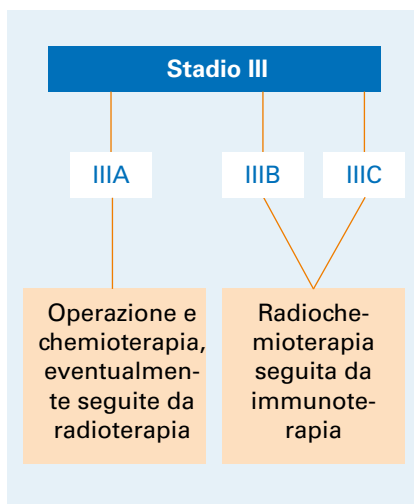 Stadio III
IIIA
IIIB
IIIC
Operazione e
chemioterapia,
eventualmen-
te seguite da
radioterapia
Radioche-
mioterapia
seguita da
immunote-
rapia